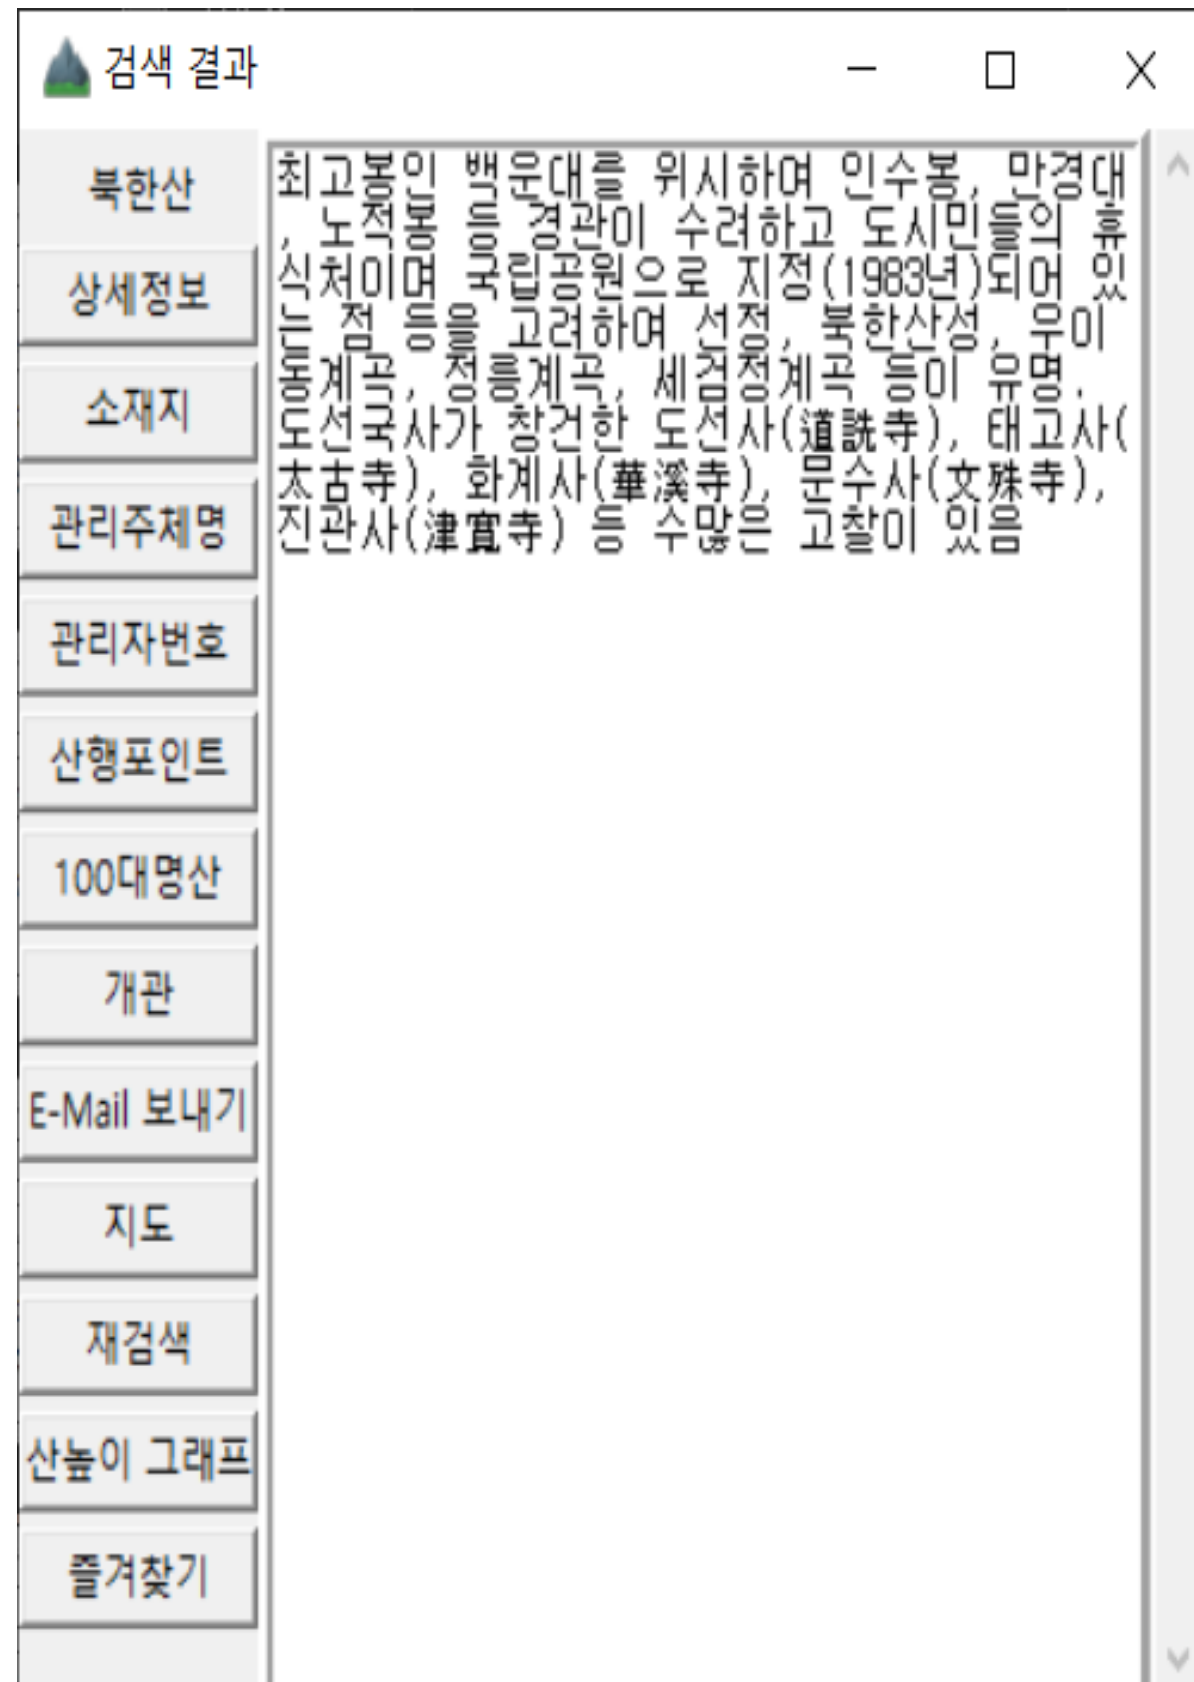 검색 결과
북한산
상세정보
소재지
관리주체명
관리자번호
산행포인트
100대명산
개관
E-Mail 보내기
지도
재검색
산높이 그래프
즐겨찾기
최고봉인 백운대를 위시하여 인수봉, 만경대
, 노적봉 등 경관이 수려하고 도시민들의 휴
식처이며 국립공원으로 지정(1983년)되어 있
는 점 등을 고려하여 선정, 북한산성, 우이
동계곡, 정릉계곡, 세검정계곡 등이 유명.
도선국사가 창건한 도선사(道詵寺), 태고사(
太古寺), 화계사(華溪寺), 문수사(文殊寺),
진관사(津寬寺) 등 수많은 고찰이 있음